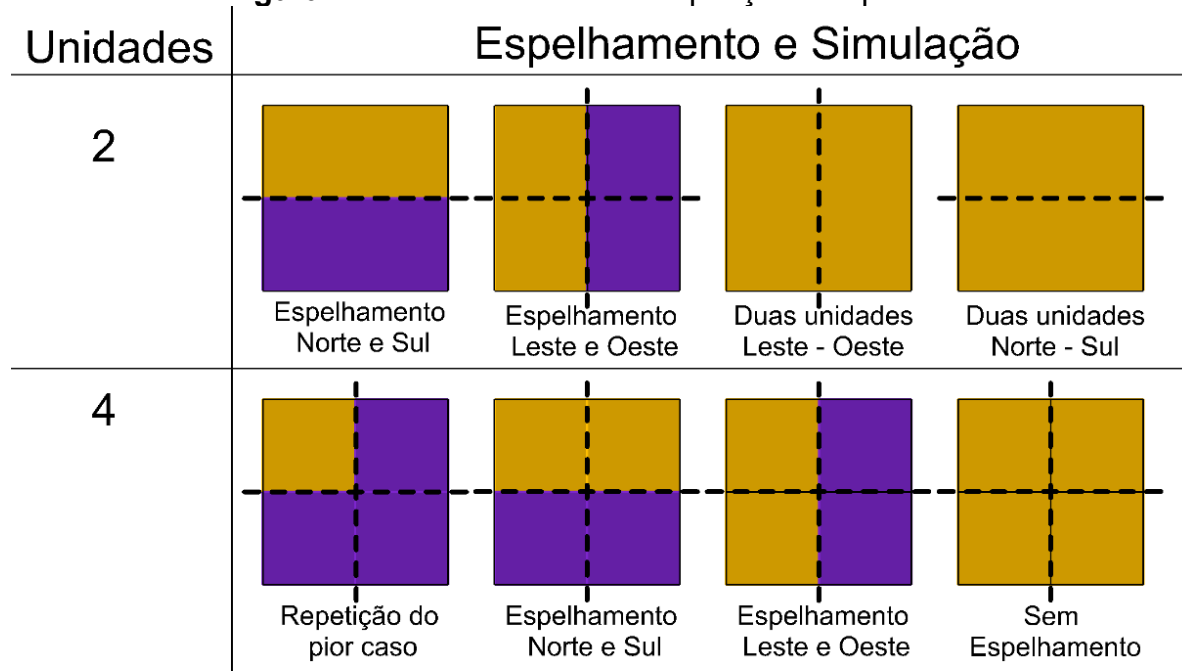 Unidades
Espelhamento e Simulação
2
Espelhamento
Norte e Sul
Espelhamento
Leste e Oeste
Duas unidades
Leste - Oeste
Duas unidades
Norte - Sul
4
Repetição do
pior caso
Espelhamento
Norte e Sul
Espelhamento
Leste e Oeste
Sem
Espelhamento